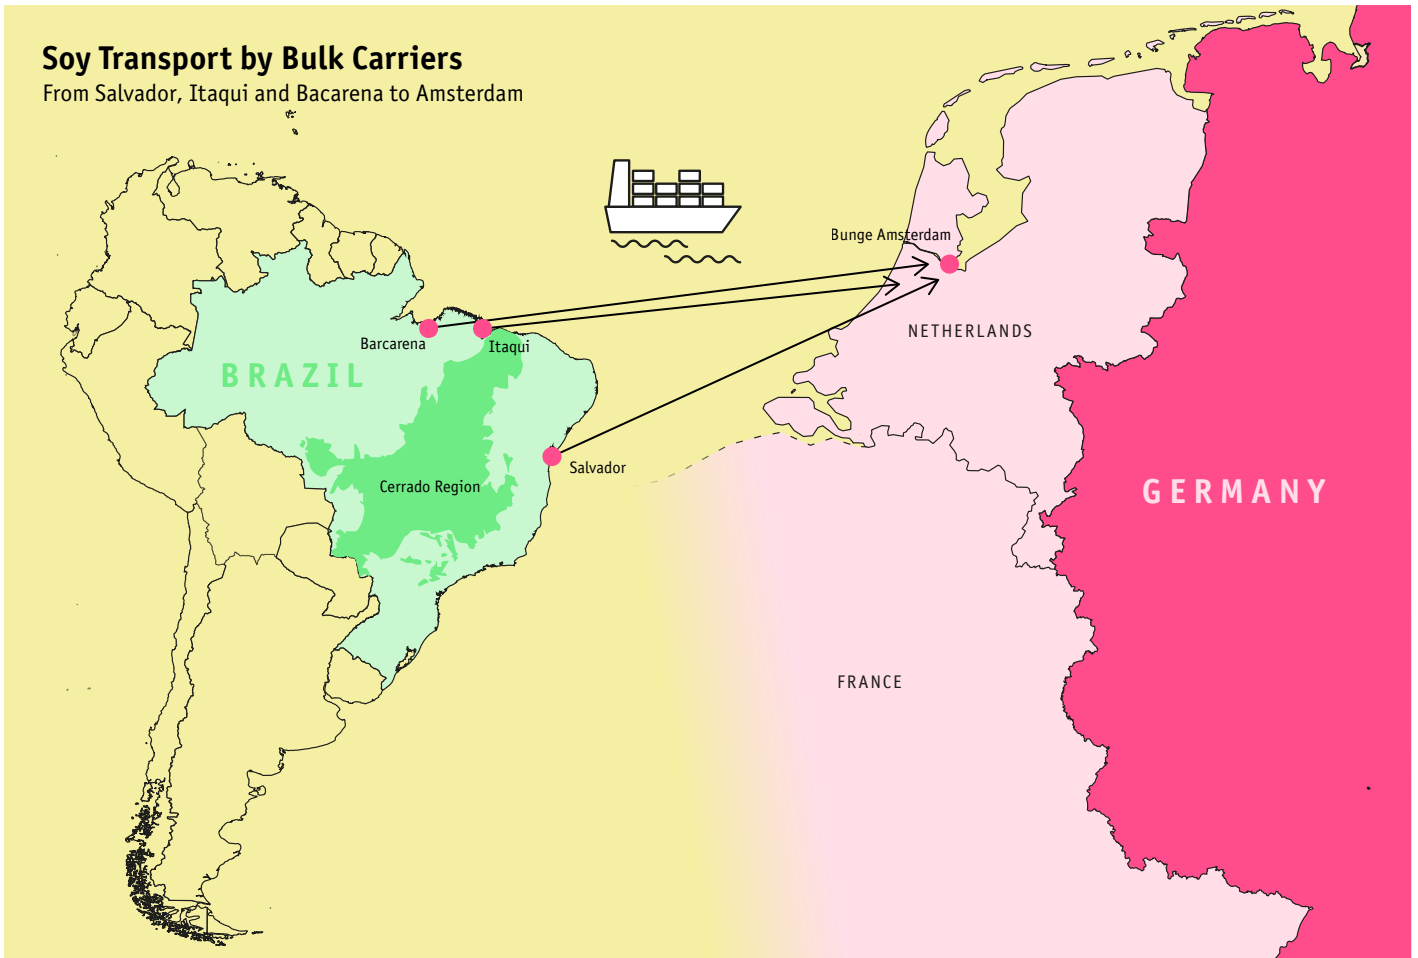 Soy Transport by Bulk Carriers
From Salvador, Itaqui and Bacarena to Amsterdam
Bunge Amsterdam
NETHERLANDS
Barcarena
Itaqui
BRAZIL
Salvador
Cerrado Region
GERMANY
FRANCE